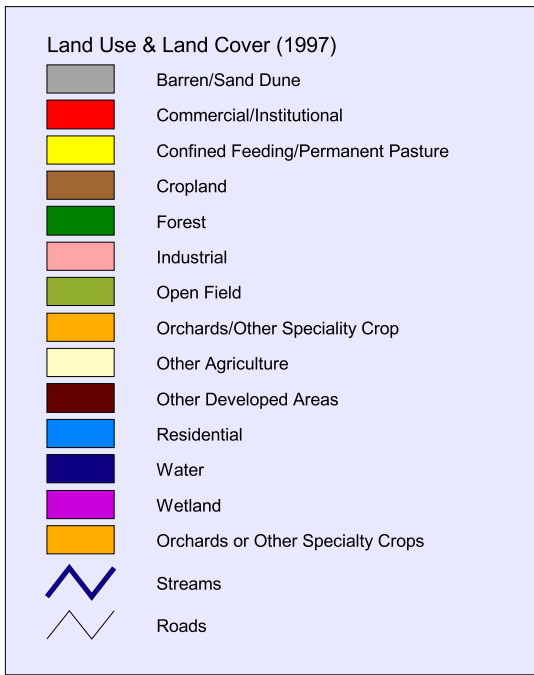 Land Use & Land Cover (1997)
Barren/Sand Dune
Commercial/Institutional
Confined Feeding/Permanent Pasture
Cropland
Forest
Industrial
Open Field
Orchards/Other Speciality Crop
Other Agriculture
Other Developed Areas
Residential
Water
Wetland
Orchards or Other Specialty Crops
Streams
Roads